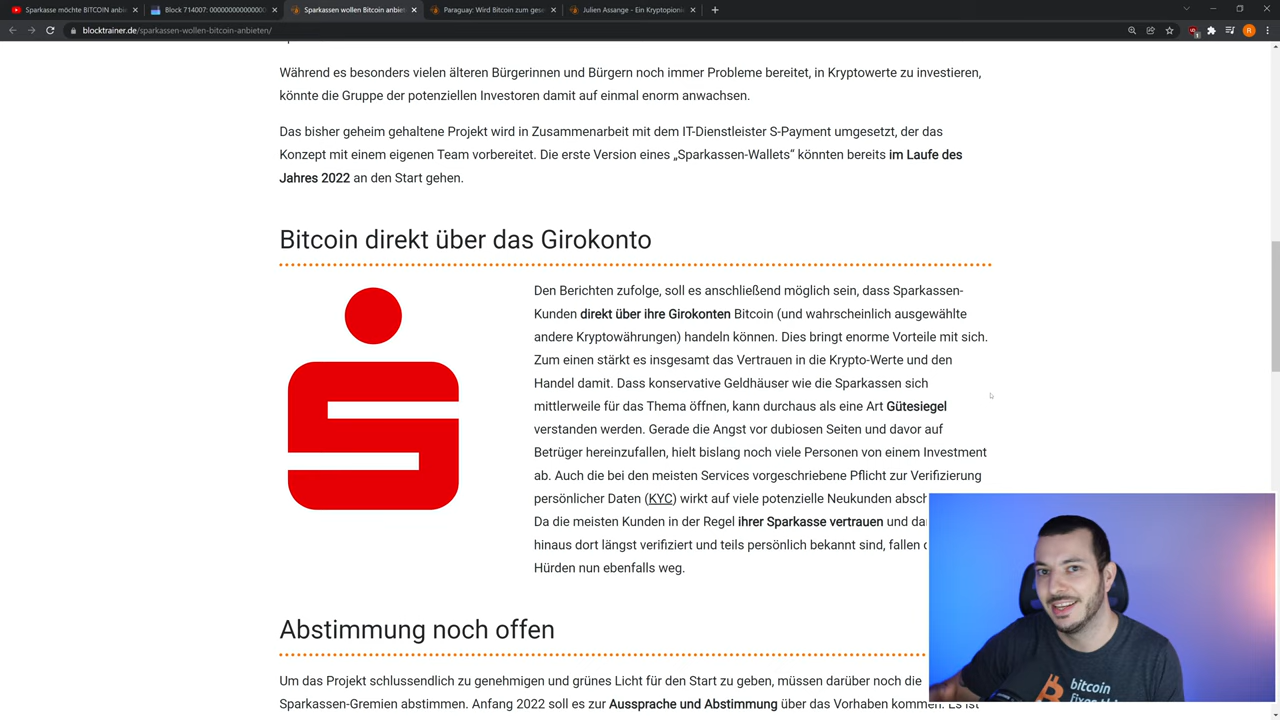 Sparkasse möchte BITCOIN anbi
Block 714007: 0000000000000
Sparkassen wollen Bitcoin anbiet
Paraguay: Wird Bitcoin zum gese
Julien Assange - Ein Kryptopioni
blocktrainer.de/sparkassen-wollen-bitcoin-anbieten/
Während es besonders vielen älteren Bürgerinnen und Bürgern noch immer Probleme bereitet, in Kryptowerte zu investieren,
könnte die Gruppe der potenziellen Investoren damit auf einmal enorm anwachsen.
Das bisher geheim gehaltene Projekt wird in Zusammenarbeit mit dem IT-Dienstleister S-Payment umgesetzt, der das
Konzept mit einem eigenen Team vorbereitet. Die erste Version eines „Sparkassen-Wallets“ könnten bereits im Laufe des
Jahres 2022 an den Start gehen.
Bitcoin direkt über das Girokonto
Den Berichten zufolge, soll es anschließend möglich sein, dass Sparkassen-
Kunden direkt über ihre Girokonten Bitcoin (und wahrscheinlich ausgewählte
andere Kryptowährungen) handeln können. Dies bringt enorme Vorteile mit sich.
Zum einen stärkt es insgesamt das Vertrauen in die Krypto-Werte und den
Handel damit. Dass konservative Geldhäuser wie die Sparkassen sich
mittlerweile für das Thema öffnen, kann durchaus als eine Art Gütesiegel
verstanden werden. Gerade die Angst vor dubiosen Seiten und davor auf
Betrüger hereinzufallen, hielt bislang noch viele Personen von einem Investment
ab. Auch die bei den meisten Services vorgeschriebene Pflicht zur Verifizierung
persönlicher Daten (KYC) wirkt auf viele potenzielle Neukunden absch
Da die meisten Kunden in der Regel ihrer Sparkasse vertrauen und da
hinaus dort längst verifiziert und teils persönlich bekannt sind, fallen
Hürden nun ebenfalls weg.
Abstimmung noch offen
Um das Projekt schlussendlich zu genehmigen und grünes Licht für den Start zu geben, müssen darüber noch die
Sparkassen-Gremien abstimmen. Anfang 2022 soll es zur Aussprache und Abstimmung über das Vorhaben kommen. Es ist
bitcoin
fixes